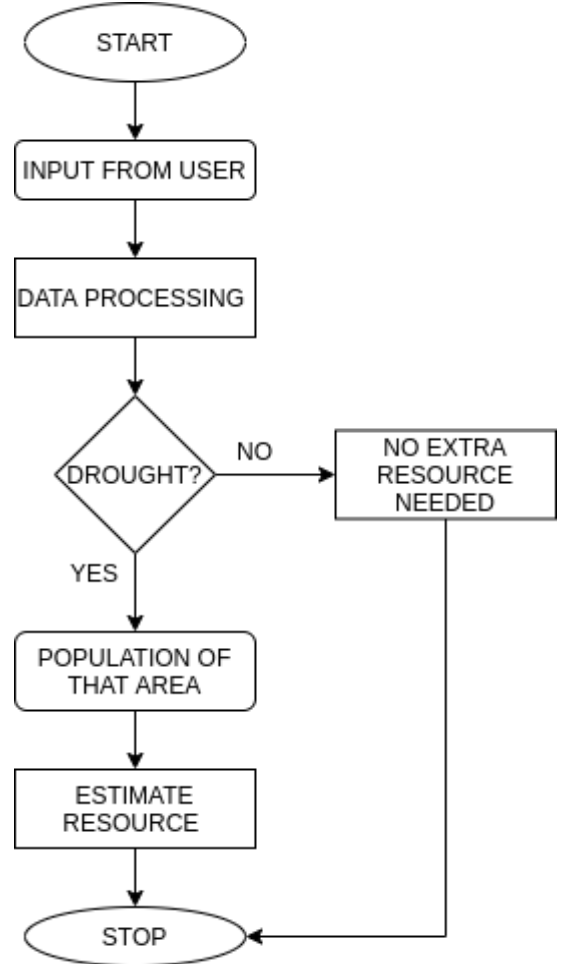 START
INPUT FROM USER
DATA PROCESSING
DROUGHT?
NO
NO EXTRA
RESOURCE
NEEDED
YES
POPULATION OF
THAT AREA
ESTIMATE
RESOURCE
STOP